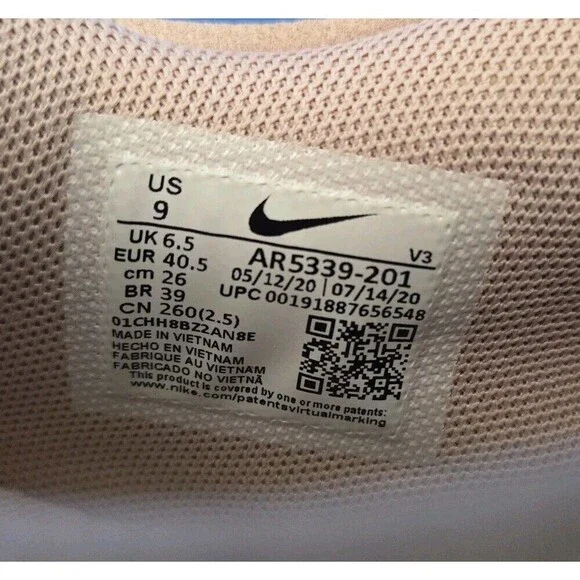 US
9
V3
UK 6.5
EUR 40.5
cm 26
BR 39
CN 260(2.5)
AR5339-201
05/12/20 | 07/14/20
UPC 00191887656548
01CHH8BZ2AN8E
MADE IN VIETNAM
HECHO EN VIETNAM
FABRIQUE AU VIETNAM
FABRICADO NO VIETNÃ
This product is covered by one or more patents:
www.nike.com/patentsvirtualmarking